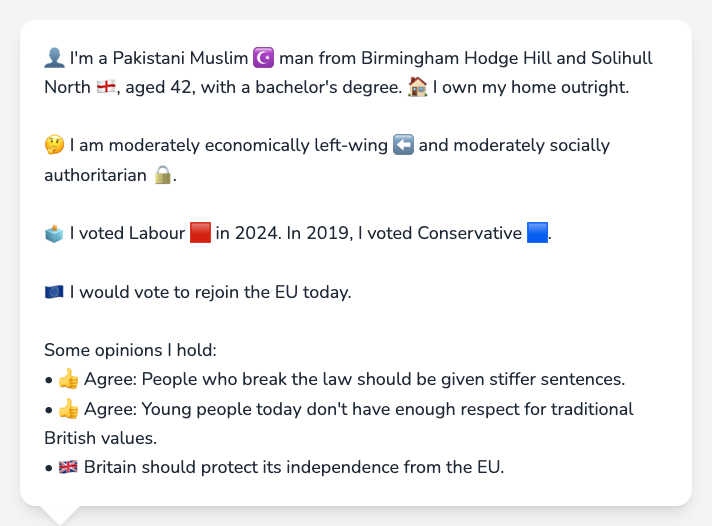 👤 I'm a Pakistani Muslim ☪️ man from Birmingham Hodge Hill and Solihull
North 🏴󠁧󠁢󠁥󠁮󠁧󠁿, aged 42, with a bachelor's degree. 🏠 I own my home outright.
🤔 I am moderately economically left-wing ⬅️ and moderately socially
authoritarian 🔒.
🗳️ I voted Labour 🟥 in 2024. In 2019, I voted Conservative 🟦.
🇪🇺 I would vote to rejoin the EU today.
Some opinions I hold:
• 👍 Agree: People who break the law should be given stiffer sentences.
• 👍 Agree: Young people today don't have enough respect for traditional
British values.
• 🇬🇧 Britain should protect its independence from the EU.